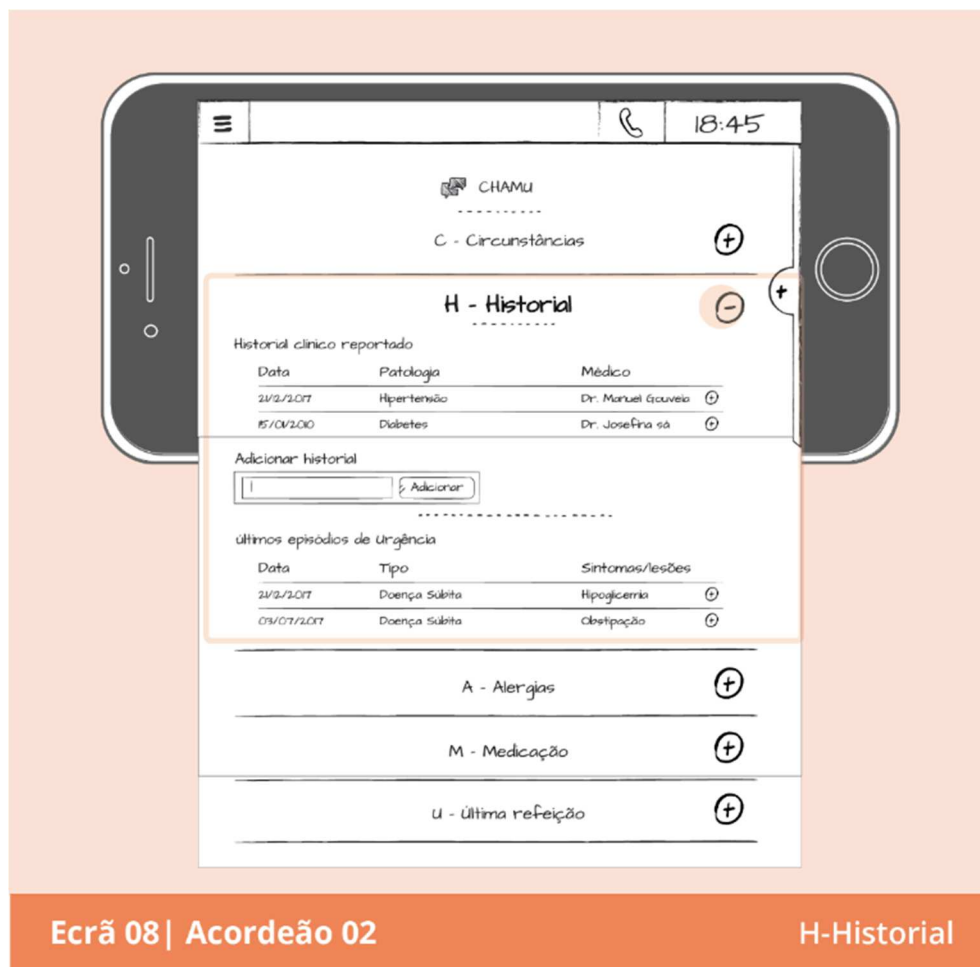 18:45
CHAMU
C - Circunstâncias
H - Historial
Historial clínico reportado
Data Patologia Médico
21/12/2017 Hipertensão Dr. Manuel Gouveia
15/01/2010 Diabetes Dr. Josefina sá
Adicionar historial
Adicionar
últimos episódios de Urgência
Data Tipo Sintomas/lesões
21/12/2017 Doença Súbita Hipoglicemia
03/07/2017 Doença Súbita Obstipação
A - Alergias
M - Medicação
U - Última refeição
Ecrã 08| Acordeão 02
H-Historial